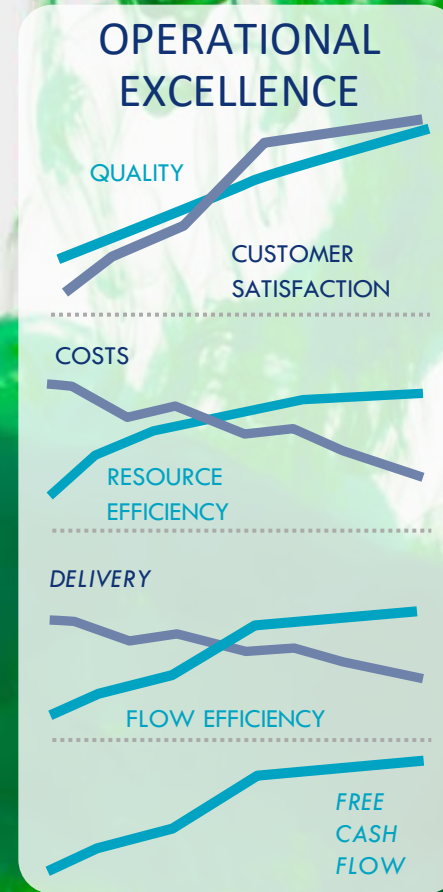 OPERATIONAL
EXCELLENCE
QUALITY
CUSTOMER
SATISFACTION
COSTS
RESOURCE
EFFICIENCY
DELIVERY
FLOW EFFICIENCY
FREE
CASH
FLOW